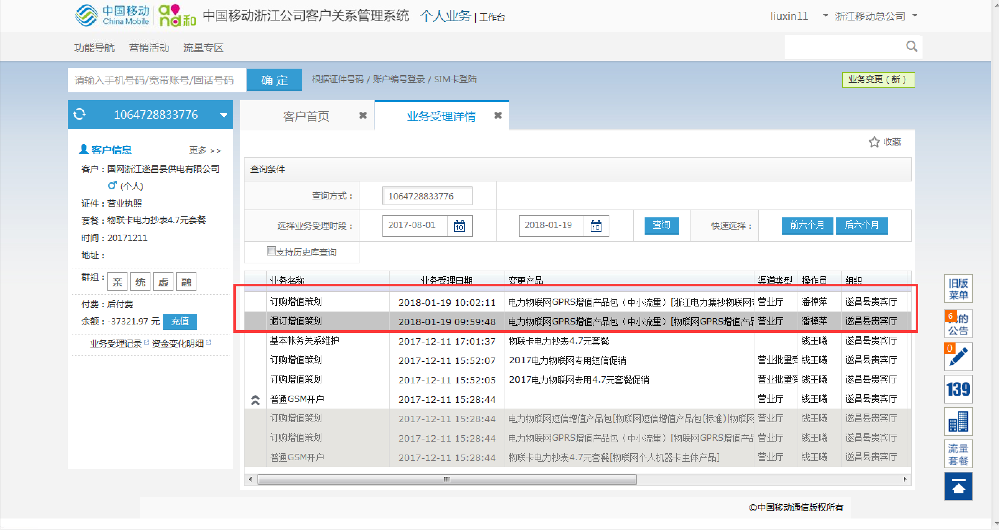 中国移动 China Mobile and和 中国移动浙江公司客户关系管理系统 个人业务 | 工作台 liuxin11 浙江移动总公司
功能导航 营销活动 流量专区
请输入手机号码/宽带账号/固话号码 确 定 根据证件号码 / 账户编号登录 / SIM卡登陆 业务变更（新）
1064728833776
客户信息 更多 >>
客户：国网浙江遂昌县供电有限公司
(个人)
证件：营业执照
套餐：物联卡电力抄表4.7元套餐
时间：20171211
地址：
群组：亲 统 虚 融
付费：后付费
余额：-37321.97 元 充值
业务受理记录 资金变化明细
客户首页 业务受理详情
收藏
查询条件
查询方式： 1064728833776
选择业务受理时段： 2017-08-01 10 2018-01-19 10 查询 快速选择： 前六个月 后六个月
支持历史库查询
业务名称 业务受理日期 变更产品 渠道类型 操作员 组织
订购增值策划 2018-01-19 10:02:11 电力物联网GPRS增值产品包（中小流量）[浙江电力集抄物联网 营业厅 潘樟萍 遂昌县贵宾厅
退订增值策划 2018-01-19 09:59:48 电力物联网GPRS增值产品包（中小流量）[物联网GPRS增值产品 营业厅 潘樟萍 遂昌县贵宾厅
基本帐务关系维护 2017-12-11 17:01:37 物联卡电力抄表4.7元套餐 钱王曦 遂昌县贵宾厅
订购增值策划 2017-12-11 15:52:07 2017电力物联网专用短信促销 营业批量受 钱王曦 遂昌县贵宾厅
订购增值策划 2017-12-11 15:52:05 2017电力物联网专用4.7元套餐促销 营业批量受 钱王曦 遂昌县贵宾厅
普通GSM开户 2017-12-11 15:28:44 营业厅 钱王曦 遂昌县贵宾厅
订购增值策划 2017-12-11 15:28:44 电力物联网短信增值产品包[物联网短信增值产品包(标准)|物联网 营业厅 钱王曦 遂昌县贵宾厅
订购增值策划 2017-12-11 15:28:44 电力物联网GPRS增值产品包（中小流量）[物联网GPRS增值产品 营业厅 钱王曦 遂昌县贵宾厅
普通GSM开户 2017-12-11 15:28:44 物联卡电力抄表4.7元套餐[物联网个人机器卡主体产品] 营业厅 钱王曦 遂昌县贵宾厅
旧版
菜单
6 的
公告
0
139
流量
套餐
©中国移动通信版权所有